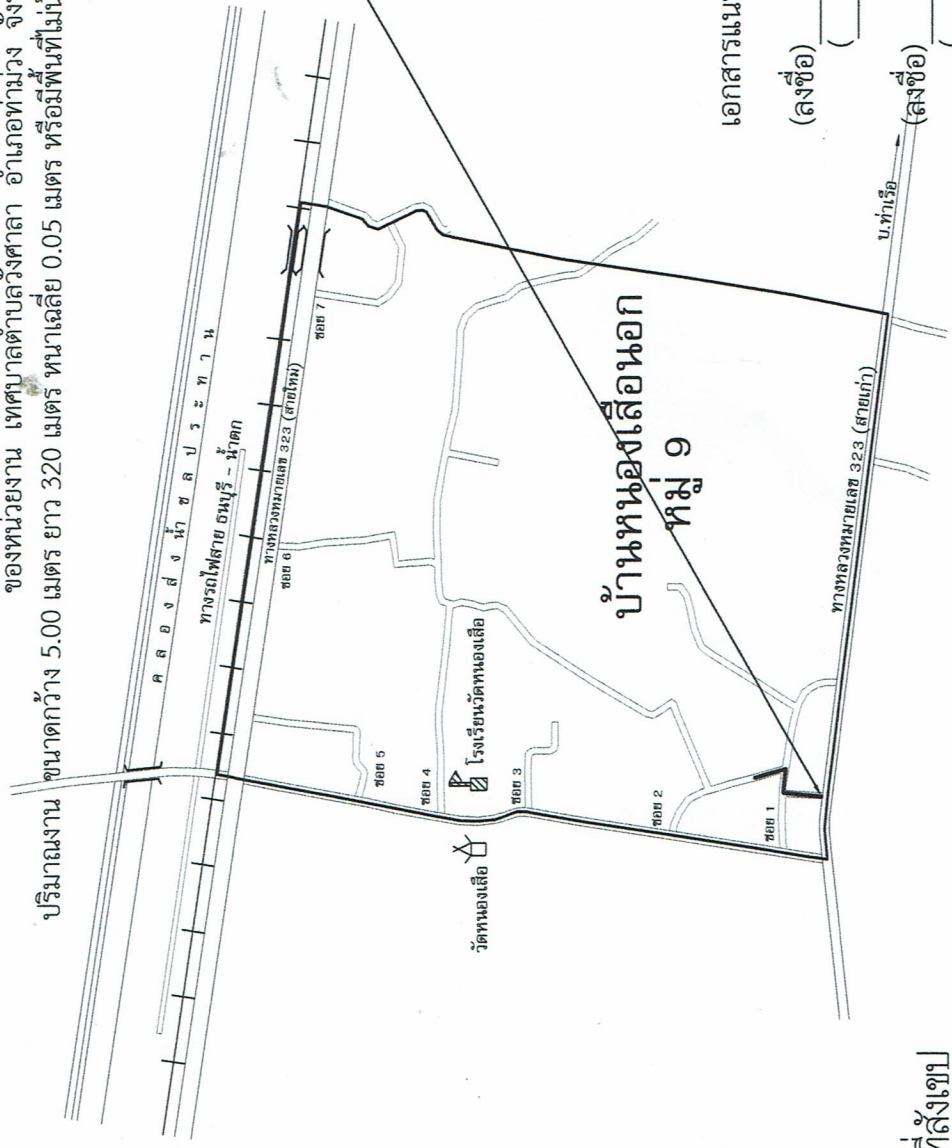 ของหน่วยงาน เทศบาลตำบลวังศาลา อำเภอท่าม่วง
ปริมาณงาน ขนาดกว้าง 5.00 เมตร ยาว 320 เมตร หนาเฉลี่ย 0.05 เมตร หรือมีพื้นที่ไม่
คลองส่งน้ำชลประทาน
ทางรถไฟสาย ธนบุรี - น้ำตก
ทางหลวงหมายเลข 323 (สายใหม่)
ซอย 7
ซอย 6
ซอย 5
ซอย 4
โรงเรียนวัดหนองเสือ
วัดหนองเสือ
ซอย 3
บ้านหนองเสือนอก
หมู่ 9
ซอย 2
ซอย 1
ทางหลวงหมายเลข 323 (สายเก่า)
บ.ท่าเรือ
เอกสารแนบ
(ลงชื่อ)
(
(ลงชื่อ)
(
ที่สังเขป